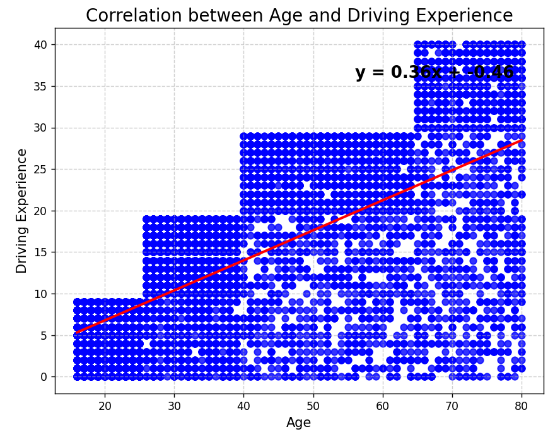 Correlation between Age and Driving Experience
40
y = 0.36x + -0.46
35
30
25
20
15
10
5
0
Driving Experience
20 30 40 50 60 70 80
Age